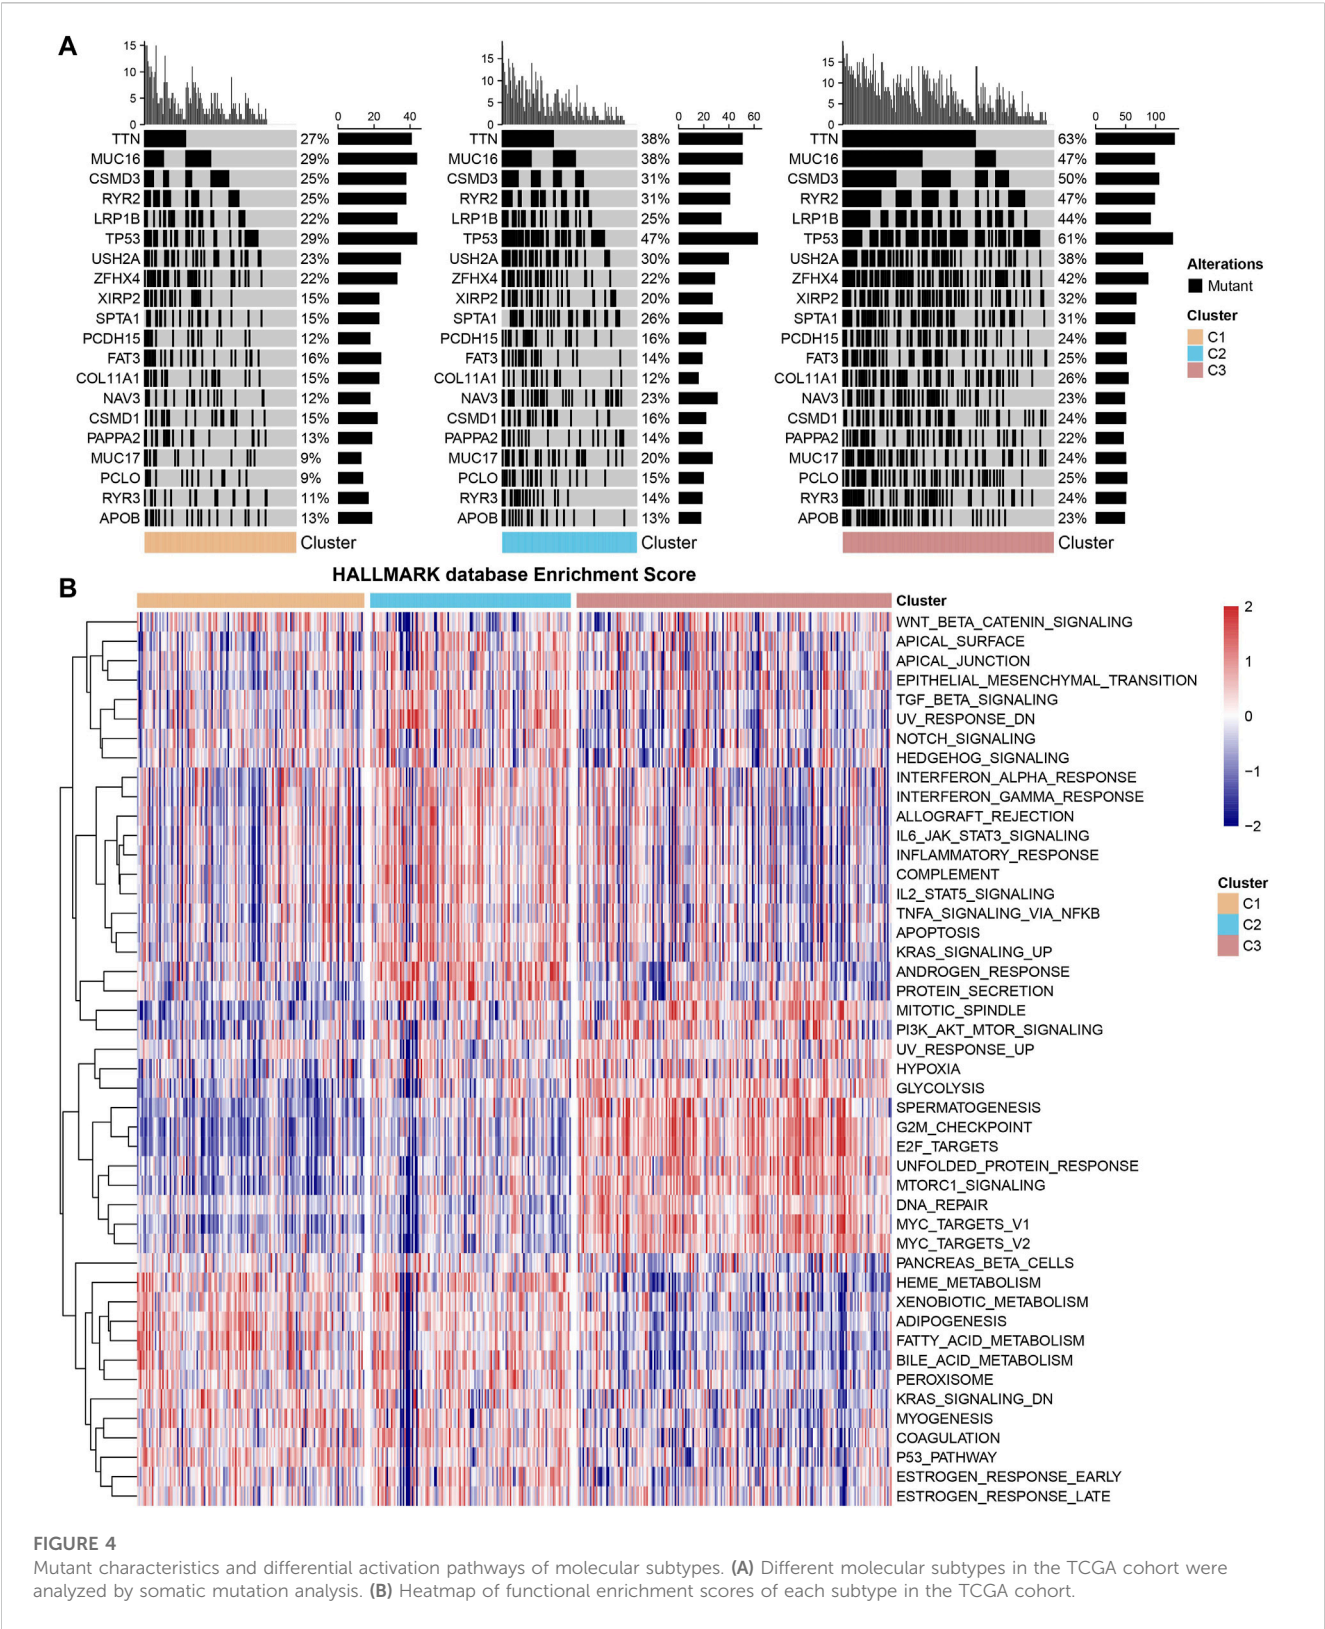 A
15
10
5
0
0 20 40
TTN 27%
MUC16 29%
CSMD3 25%
RYR2 25%
LRP1B 22%
TP53 29%
USH2A 23%
ZFHX4 22%
XIRP2 15%
SPTA1 15%
PCDH15 12%
FAT3 16%
COL11A1 15%
NAV3 12%
CSMD1 15%
PAPPA2 13%
MUC17 9%
PCLO 9%
RYR3 11%
APOB 13%
Cluster
15
10
5
0
0 20 40 60
TTN 38%
MUC16 38%
CSMD3 31%
RYR2 31%
LRP1B 25%
TP53 47%
USH2A 30%
ZFHX4 22%
XIRP2 20%
SPTA1 26%
PCDH15 16%
FAT3 14%
COL11A1 12%
NAV3 23%
CSMD1 16%
PAPPA2 14%
MUC17 20%
PCLO 15%
RYR3 14%
APOB 13%
Cluster
15
10
5
0
0 50 100
TTN 63%
MUC16 47%
CSMD3 50%
RYR2 47%
LRP1B 44%
TP53 61%
USH2A 38%
ZFHX4 42%
XIRP2 32%
SPTA1 31%
PCDH15 24%
FAT3 25%
COL11A1 26%
NAV3 23%
CSMD1 24%
PAPPA2 22%
MUC17 24%
PCLO 25%
RYR3 24%
APOB 23%
Cluster
Alterations
Mutant
Cluster
C1
C2
C3
B
HALLMARK database Enrichment Score
Cluster
WNT_BETA_CATENIN_SIGNALING
APICAL_SURFACE
APICAL_JUNCTION
EPITHELIAL_MESENCHYMAL_TRANSITION
TGF_BETA_SIGNALING
UV_RESPONSE_DN
NOTCH_SIGNALING
HEDGEHOG_SIGNALING
INTERFERON_ALPHA_RESPONSE
INTERFERON_GAMMA_RESPONSE
ALLOGRAFT_REJECTION
IL6_JAK_STAT3_SIGNALING
INFLAMMATORY_RESPONSE
COMPLEMENT
IL2_STAT5_SIGNALING
TNFA_SIGNALING_VIA_NFKB
APOPTOSIS
KRAS_SIGNALING_UP
ANDROGEN_RESPONSE
PROTEIN_SECRETION
MITOTIC_SPINDLE
PI3K_AKT_MTOR_SIGNALING
UV_RESPONSE_UP
HYPOXIA
GLYCOLYSIS
SPERMATOGENESIS
G2M_CHECKPOINT
E2F_TARGETS
UNFOLDED_PROTEIN_RESPONSE
MTORC1_SIGNALING
DNA_REPAIR
MYC_TARGETS_V1
MYC_TARGETS_V2
PANCREAS_BETA_CELLS
HEME_METABOLISM
XENOBIOTIC_METABOLISM
ADIPOGENESIS
FATTY_ACID_METABOLISM
BILE_ACID_METABOLISM
PEROXISOME
KRAS_SIGNALING_DN
MYOGENESIS
COAGULATION
P53_PATHWAY
ESTROGEN_RESPONSE_EARLY
ESTROGEN_RESPONSE_LATE
2
1
0
−1
−2
Cluster
C1
C2
C3
FIGURE 4
Mutant characteristics and differential activation pathways of molecular subtypes. (A) Different molecular subtypes in the TCGA cohort were
analyzed by somatic mutation analysis. (B) Heatmap of functional enrichment scores of each subtype in the TCGA cohort.